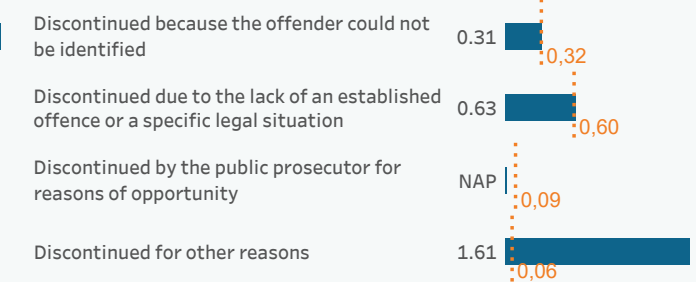 Discontinued because the offender could not
be identified
0.31
0,32
Discontinued due to the lack of an established
offence or a specific legal situation
0.63
0,60
Discontinued by the public prosecutor for
reasons of opportunity
NAP
0,09
Discontinued for other reasons
1.61
0,06